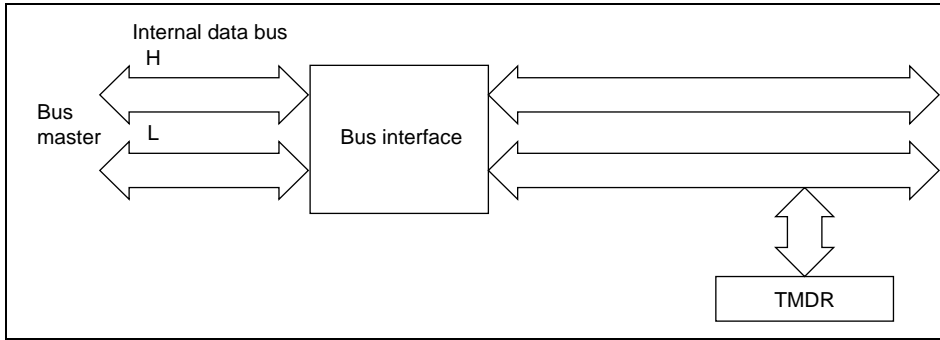 Internal data bus
H
Bus
master
L
Bus interface
TMDR